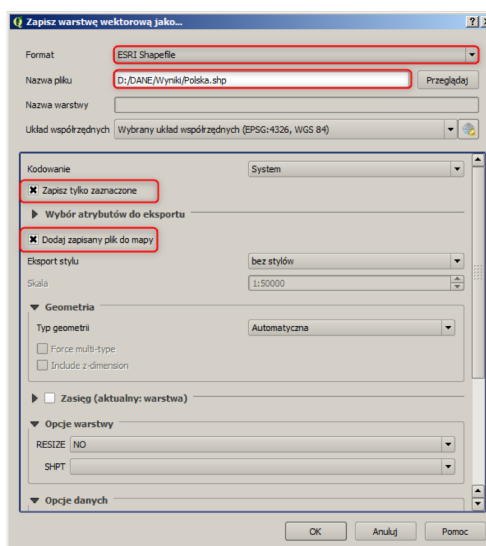 Zapisz warstwę wektorową jako...
Format ESRI Shapefile
Nazwa pliku D:/DANE/Wyniki/Polska.shp Przeglądaj
Nazwa warstwy
Układ współrzędnych Wybrany układ współrzędnych (EPSG:4326, WGS 84)
Kodowanie System
Zapisz tylko zaznaczone
Wybór atrybutów do eksportu
Dodaj zapisany plik do mapy
Eksport stylu bez stylów
Skala 1:50000
Geometria
Typ geometrii Automatyczna
Force multi-type
Include z-dimension
Zasięg (aktualny: warstwa)
Opcje warstwy
RESIZE NO
SHPT
Opcje danych
OK Anuluj Pomoc